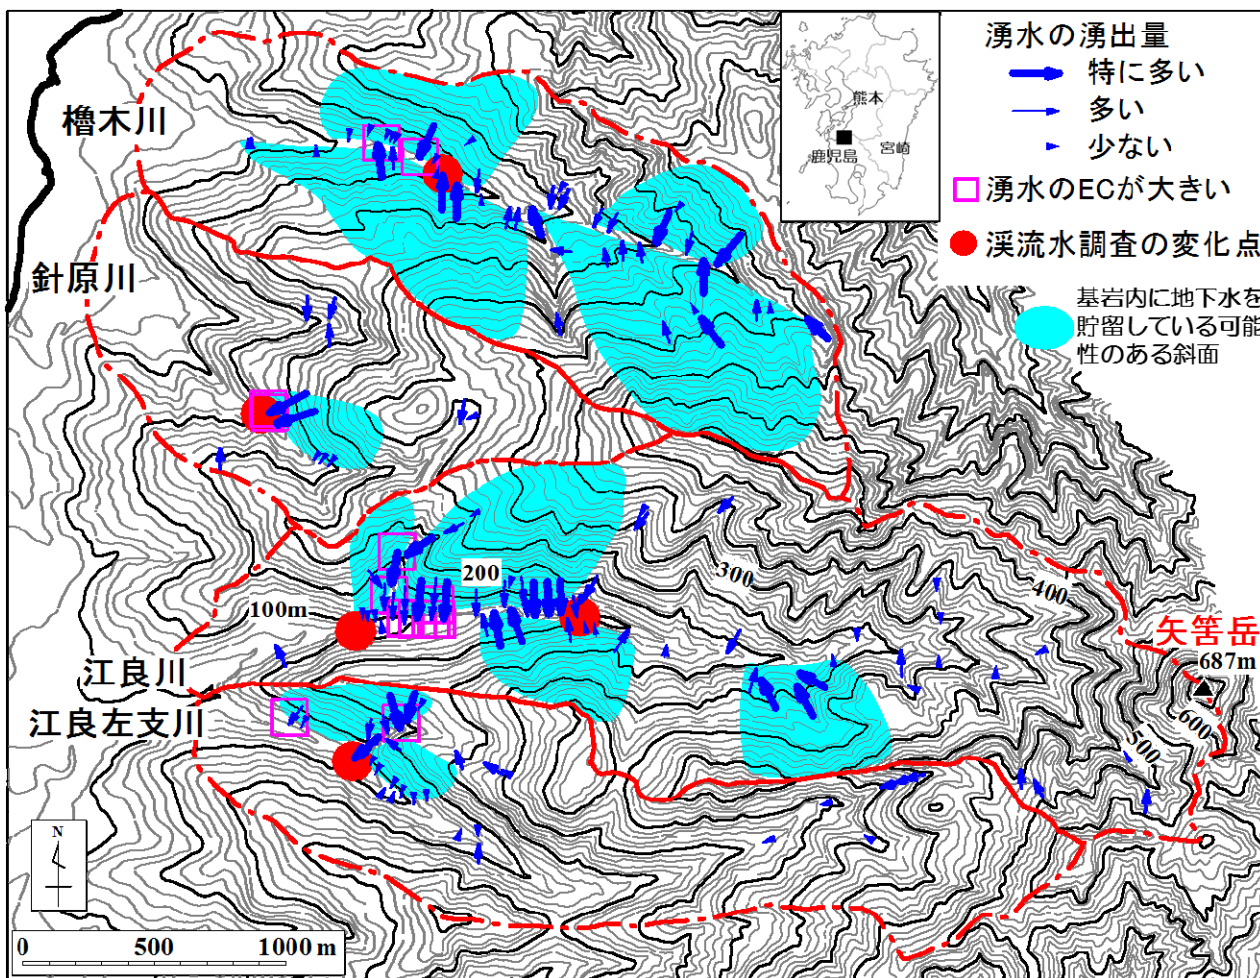 湧水の湧出量
特に多い
多い
少ない
湧水のECが大きい
渓流水調査の変化点
基岩内に地下水を
貯留している可能
性のある斜面
熊本
宮崎
鹿児島
櫓木川
針原川
江良川
江良左支川
100m
200
300
400
500
600
矢筈岳
687m
N
0 500 1000 m